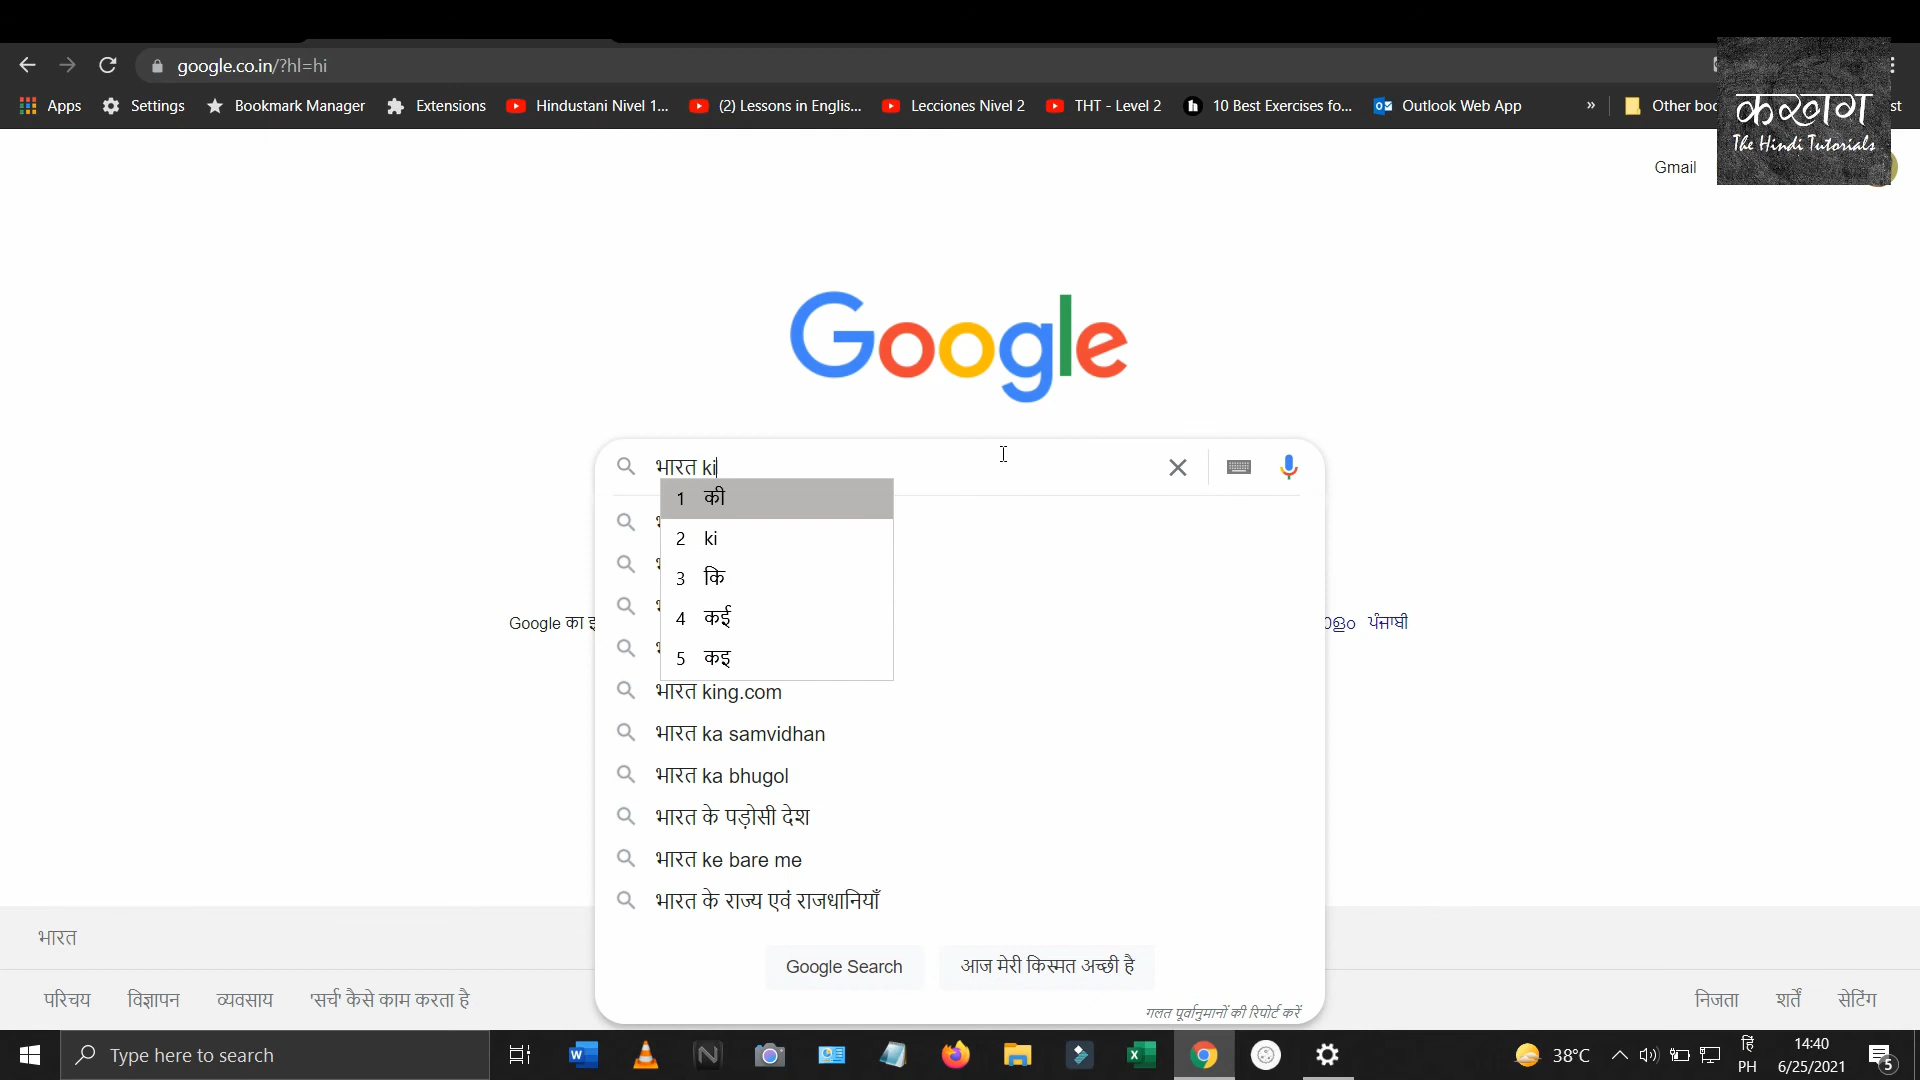 google.co.in/?hl=hi
Apps Settings Bookmark Manager Extensions Hindustani Nivel 1... (2) Lessons in Englis... Lecciones Nivel 2 THT - Level 2 10 Best Exercises fo... Outlook Web App » Other boo st
करखग
The Hindi Tutorials
Gmail
Google
भारत ki
1 की
2 ki
3 कि
4 कई
5 कइ
Google का इ ਪੰਜਾਬੀ
भारत king.com
भारत ka samvidhan
भारत ka bhugol
भारत के पड़ोसी देश
भारत ke bare me
भारत के राज्य एवं राजधानियाँ
भारत
Google Search आज मेरी किस्मत अच्छी है
परिचय विज्ञापन व्यवसाय 'सर्च' कैसे काम करता है निजता शर्तें सेटिंग
गलत पूर्वानुमानों की रिपोर्ट करें
Type here to search 38°C हिं PH 14:40
6/25/2021 5